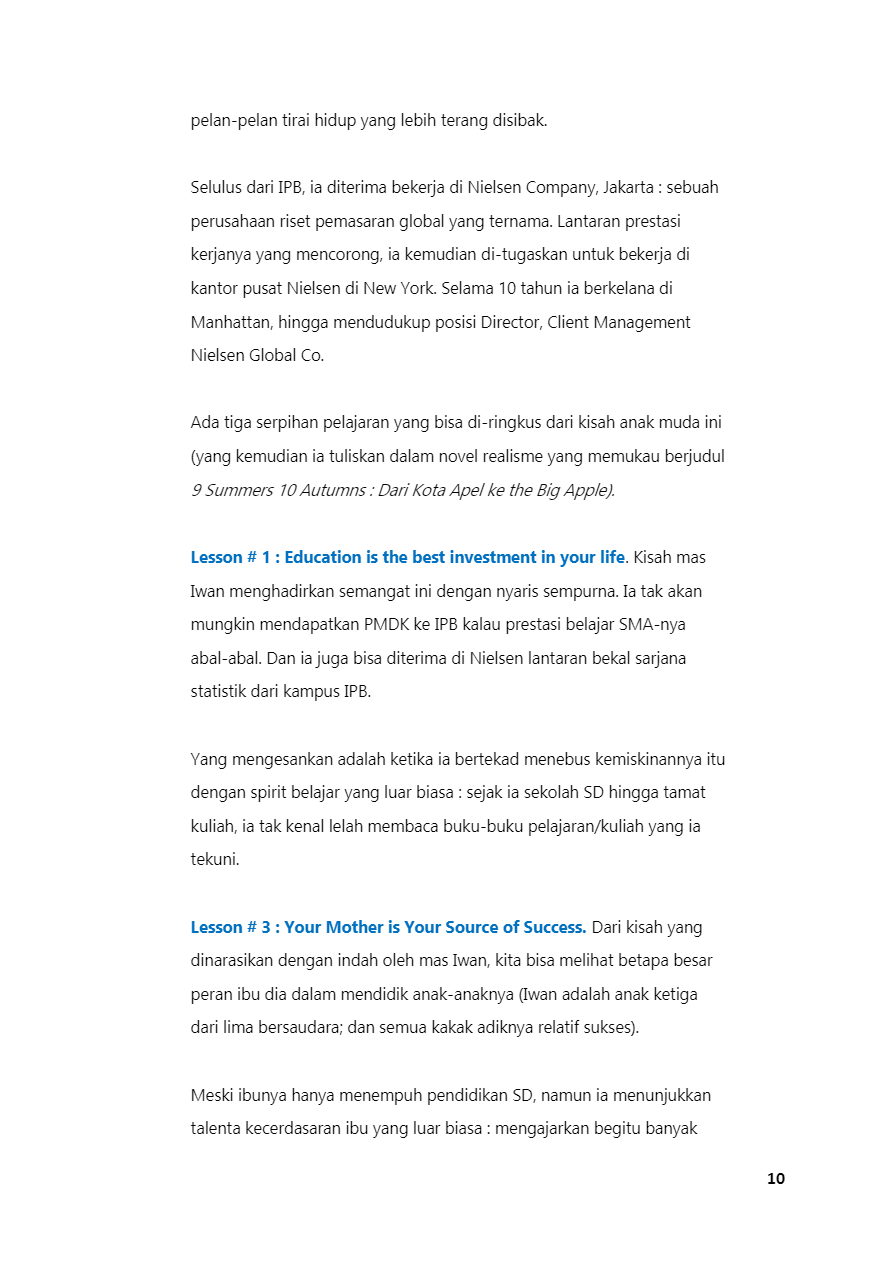 pelan-pelan tirai hidup yang lebih terang disibak.
Selulus dari IPB, ia diterima bekerja di Nielsen Company, Jakarta : sebuah
perusahaan riset pemasaran global yang ternama. Lantaran prestasi
kerjanya yang mencorong, ia kemudian di-tugaskan untuk bekerja di
kantor pusat Nielsen di New York. Selama 10 tahun ia berkelana di
Manhattan, hingga mendudukup posisi Director, Client Management
Nielsen Global Co.
Ada tiga serpihan pelajaran yang bisa di-ringkus dari kisah anak muda ini
(yang kemudian ia tuliskan dalam novel realisme yang memukau berjudul
9 Summers 10 Autumns : Dari Kota Apel ke the Big Apple).
Lesson # 1 : Education is the best investment in your life. Kisah mas
Iwan menghadirkan semangat ini dengan nyaris sempurna. Ia tak akan
mungkin mendapatkan PMDK ke IPB kalau prestasi belajar SMA-nya
abal-abal. Dan ia juga bisa diterima di Nielsen lantaran bekal sarjana
statistik dari kampus IPB.
Yang mengesankan adalah ketika ia bertekad menebus kemiskinannya itu
dengan spirit belajar yang luar biasa : sejak ia sekolah SD hingga tamat
kuliah, ia tak kenal lelah membaca buku-buku pelajaran/kuliah yang ia
tekuni.
Lesson # 3 : Your Mother is Your Source of Success. Dari kisah yang
dinarasikan dengan indah oleh mas Iwan, kita bisa melihat betapa besar
peran ibu dia dalam mendidik anak-anaknya (Iwan adalah anak ketiga
dari lima bersaudara; dan semua kakak adiknya relatif sukses).
Meski ibunya hanya menempuh pendidikan SD, namun ia menunjukkan
talenta kecerdasaran ibu yang luar biasa : mengajarkan begitu banyak
10